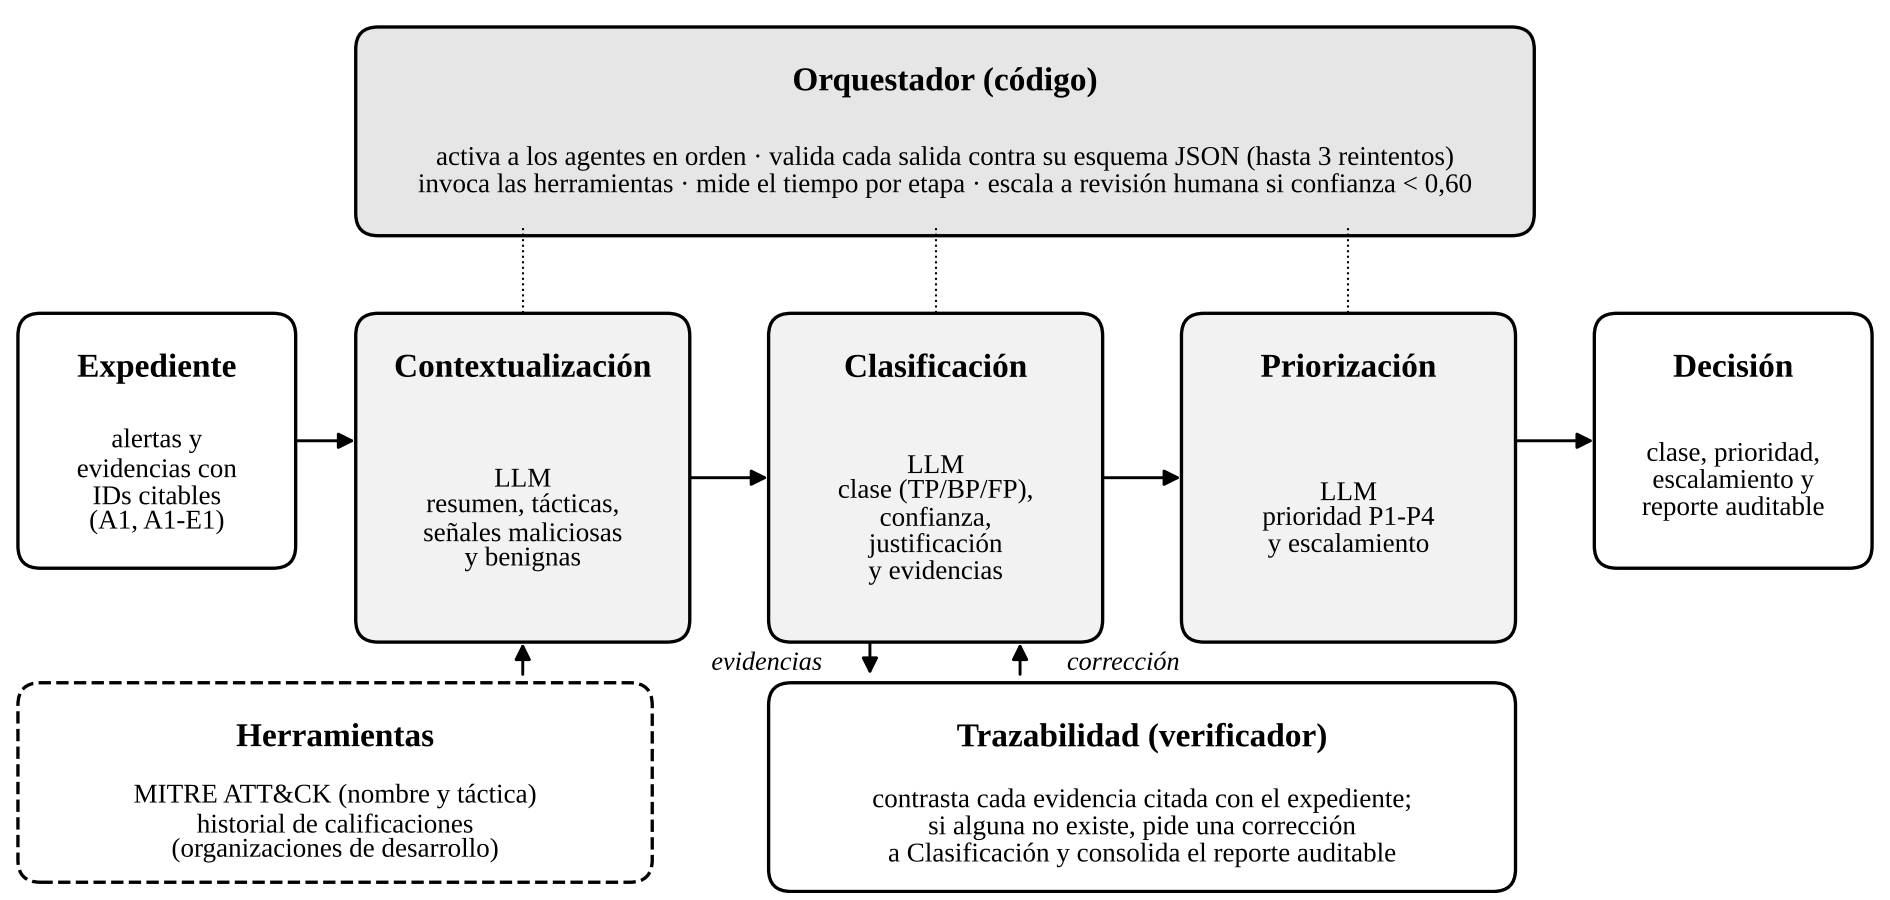 Orquestador (código)
activa a los agentes en orden · valida cada salida contra su esquema JSON (hasta 3 reintentos)
invoca las herramientas · mide el tiempo por etapa · escala a revisión humana si confianza < 0,60
Expediente
alertas y
evidencias con
IDs citables
(A1, A1-E1)
Contextualización
LLM
resumen, tácticas,
señales maliciosas
y benignas
Clasificación
LLM
clase (TP/BP/FP),
confianza,
justificación
y evidencias
Priorización
LLM
prioridad P1-P4
y escalamiento
Decisión
clase, prioridad,
escalamiento y
reporte auditable
evidencias
corrección
Herramientas
MITRE ATT&CK (nombre y táctica)
historial de calificaciones
(organizaciones de desarrollo)
Trazabilidad (verificador)
contrasta cada evidencia citada con el expediente;
si alguna no existe, pide una corrección
a Clasificación y consolida el reporte auditable